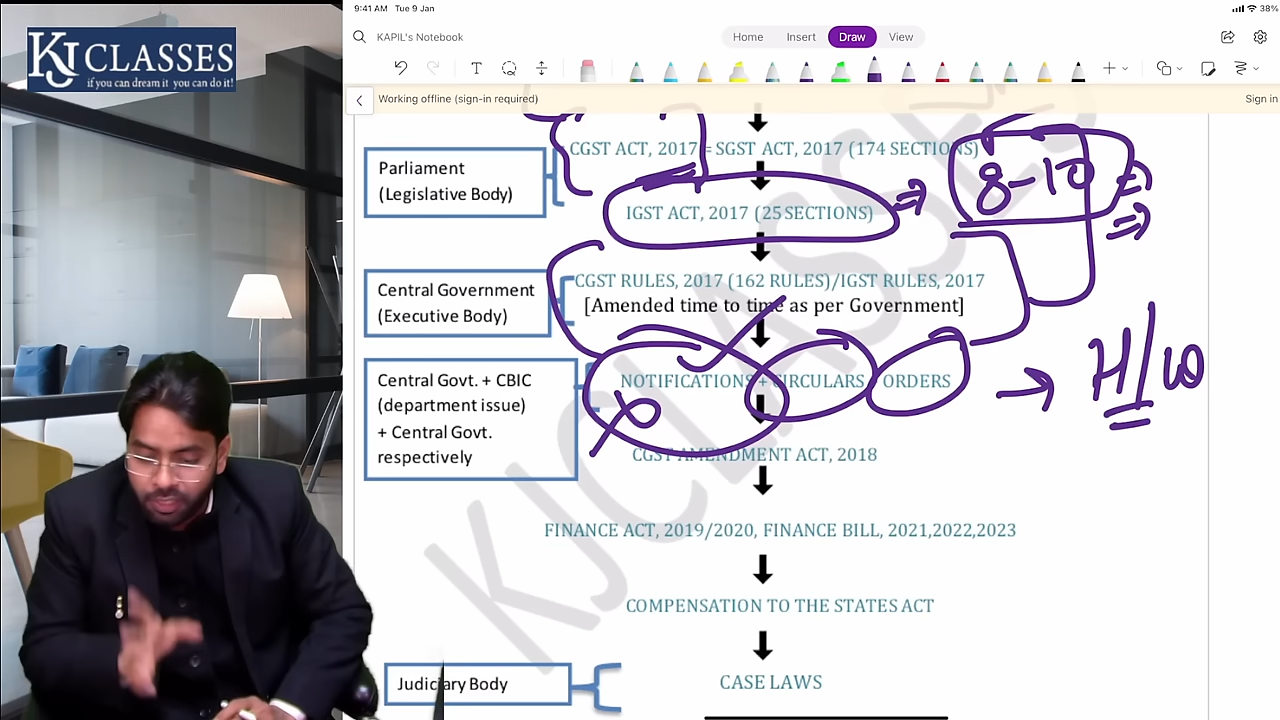 9:41 AM Tue 9 Jan
38%
KJ CLASSES
if you can dream it you can do it!
KAPIL's Notebook
Home Insert Draw View
Working offline (sign-in required)
Sign in
Parliament
(Legislative Body)
CGST ACT, 2017 = SGST ACT, 2017 (174 SECTIONS)
8-10
IGST ACT, 2017 (25 SECTIONS)
Central Government
(Executive Body)
CGST RULES, 2017 (162 RULES)/IGST RULES, 2017
[Amended time to time as per Government]
Central Govt. + CBIC
(department issue)
+ Central Govt.
respectively
NOTIFICATIONS + CIRCULARS / ORDERS
H/W
CGST AMENDMENT ACT, 2018
FINANCE ACT, 2019/2020, FINANCE BILL, 2021,2022,2023
COMPENSATION TO THE STATES ACT
Judiciary Body
CASE LAWS
KJ CLASSES